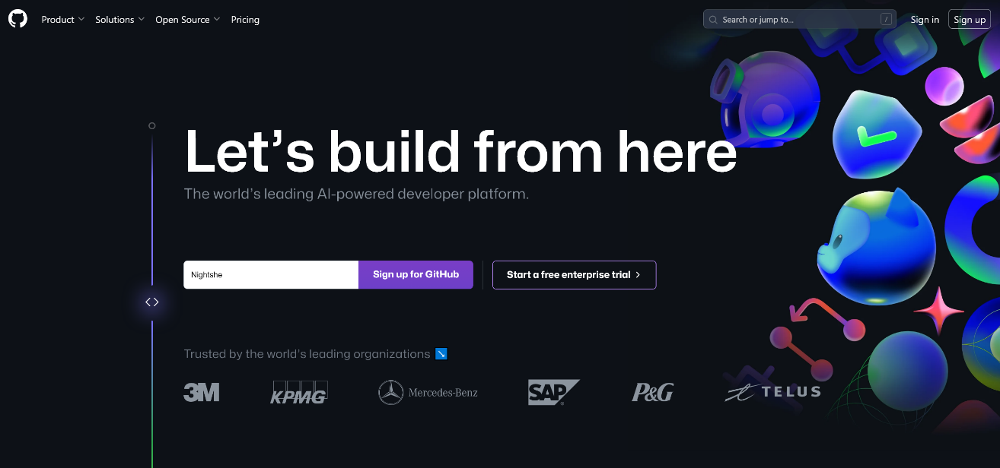 Product Solutions Open Source Pricing Search or jump to... / Sign in Sign up
Let’s build from here
The world’s leading AI-powered developer platform.
Nightshe Sign up for GitHub Start a free enterprise trial
Trusted by the world’s leading organizations
3M KPMG Mercedes-Benz SAP P&G TELUS